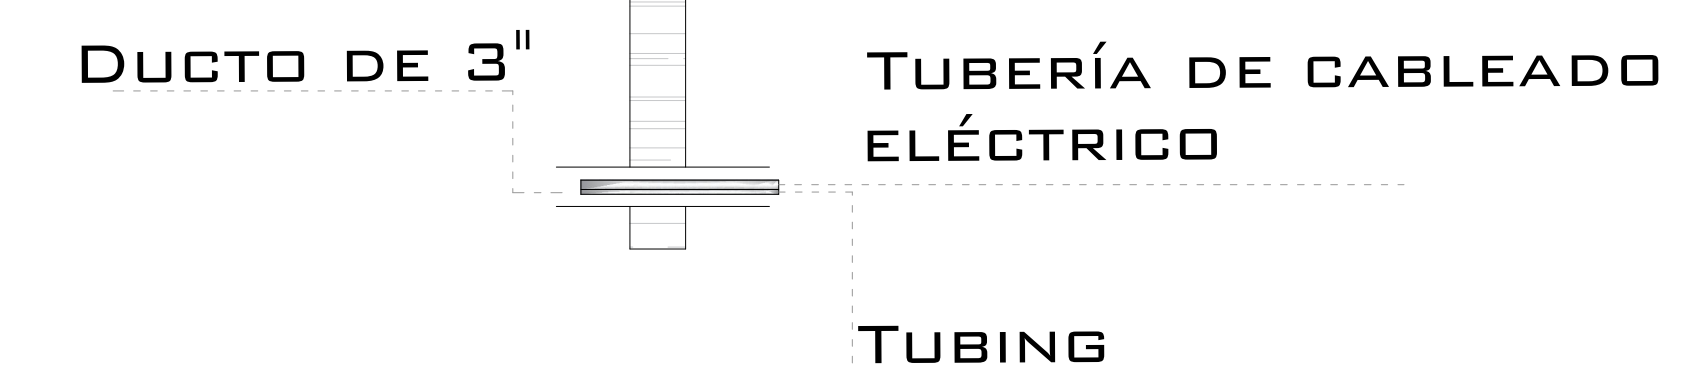 Ducto de 3"
Tubería de cableado
eléctrico
Tubing